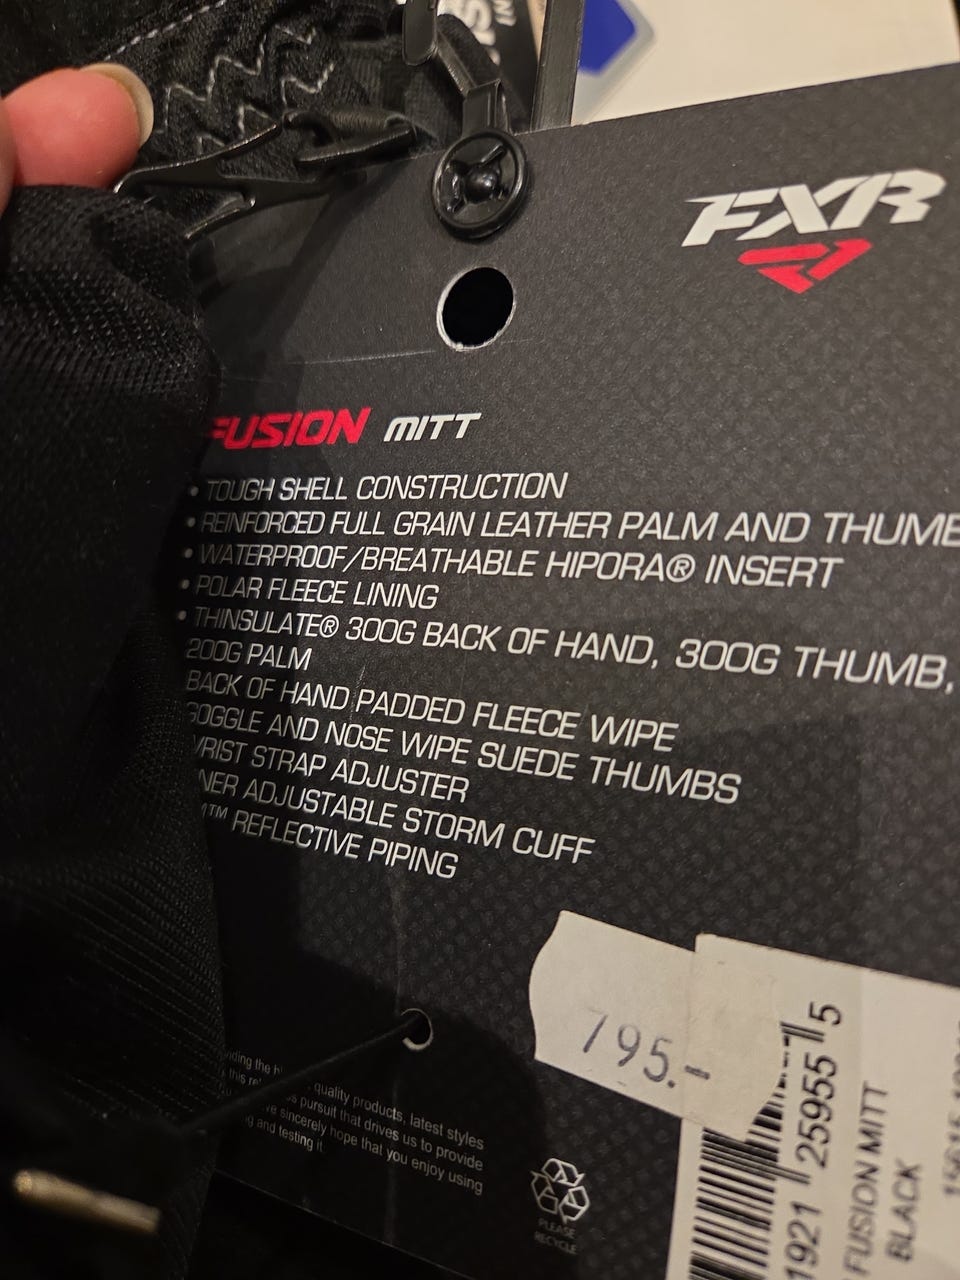 FXR
FUSION MITT
• TOUGH SHELL CONSTRUCTION
• REINFORCED FULL GRAIN LEATHER PALM AND THUMB
• WATERPROOF/BREATHABLE HIPORA® INSERT
• POLAR FLEECE LINING
• THINSULATE® 300G BACK OF HAND, 300G THUMB,
200G PALM
BACK OF HAND PADDED FLEECE WIPE
GOGGLE AND NOSE WIPE SUEDE THUMBS
WRIST STRAP ADJUSTER
ADJUSTABLE STORM CUFF
REFLECTIVE PIPING
795.-
the quality products, latest styles
pursuit that drives us to provide
sincerely hope that you enjoy using
and testing it.
PLEASE
RECYCLE
1921 25955 5
FUSION MITT
BLACK